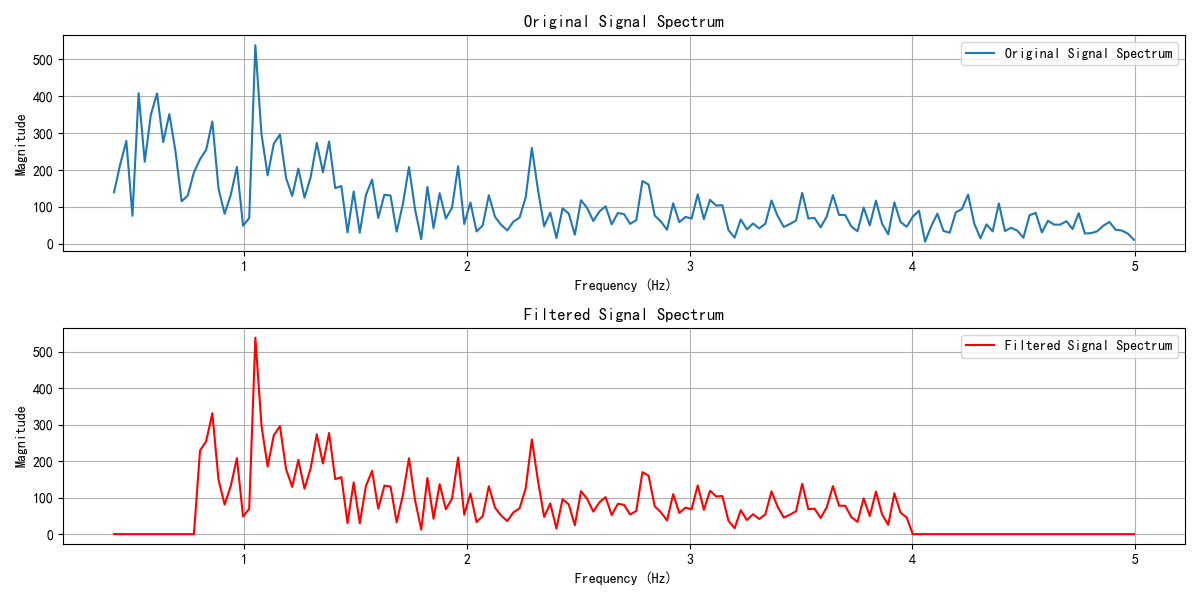 Original Signal Spectrum
Original Signal Spectrum
500
400
300
200
100
0
Magnitude
1 2 3 4 5
Frequency (Hz)
Filtered Signal Spectrum
Filtered Signal Spectrum
500
400
300
200
100
0
Magnitude
1 2 3 4 5
Frequency (Hz)